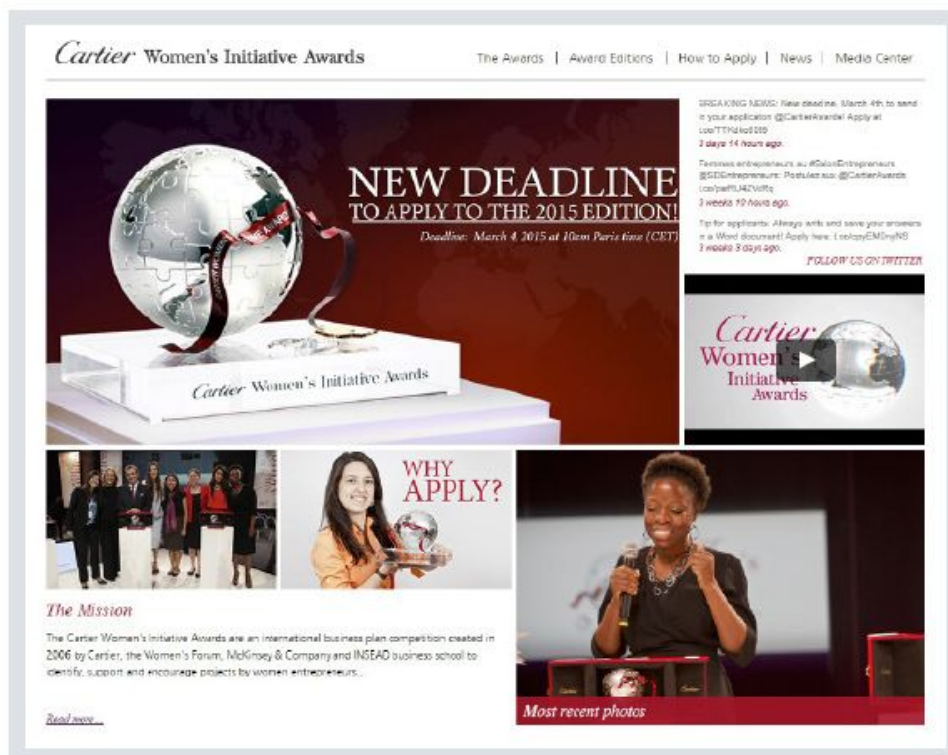 Cartier Women's Initiative Awards
The Awards | Award Editions | How to Apply | News | Media Center
NEW DEADLINE
TO APPLY TO THE 2015 EDITION!
Deadline: March 4, 2015 at 10am Paris time (CET)
BREAKING NEWS: New deadline, March 4th, to send
in your application @CartierAwards! Apply at
3 days 14 hours ago.
Femmes entrepreneurs au #SalonEntrepreneurs
@SDEntrepreneurs: Postulez aux @CartierAwards
3 weeks 10 hours ago.
Tip for applicants: Always write and save your answers
in a Word document! Apply here:
3 weeks 3 days ago.
FOLLOW US ON TWITTER
CARTIER WOMEN
Cartier Women's Initiative Awards
Cartier
Women's
Initiative
Awards
WHY
APPLY?
The Mission
The Cartier Women's Initiative Awards are an international business plan competition created in
2006 by Cartier, the Women's Forum, McKinsey & Company and INSEAD business school to
identify, support and encourage projects by women entrepreneurs...
Read more ...
Most recent photos